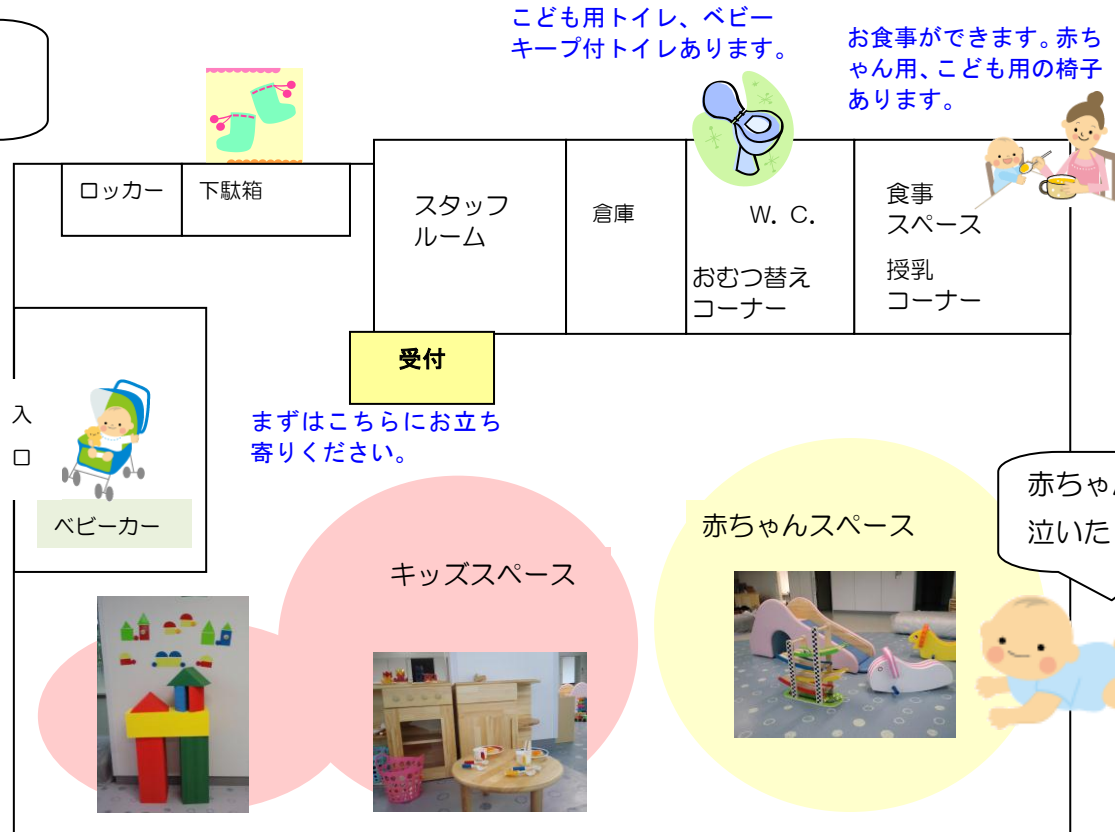 こども用トイレ、ベビー
キープ付トイレあります。
お食事ができます。赤ち
ゃん用、こども用の椅子
あります。
ロッカー
下駄箱
スタッフ
ルーム
倉庫
W. C.
おむつ替え
コーナー
食事
スペース
授乳
コーナー
受付
まずはこちらにお立ち
寄りください。
入
口
ベビーカー
キッズスペース
赤ちゃんスペース
赤ちゃ
泣いた